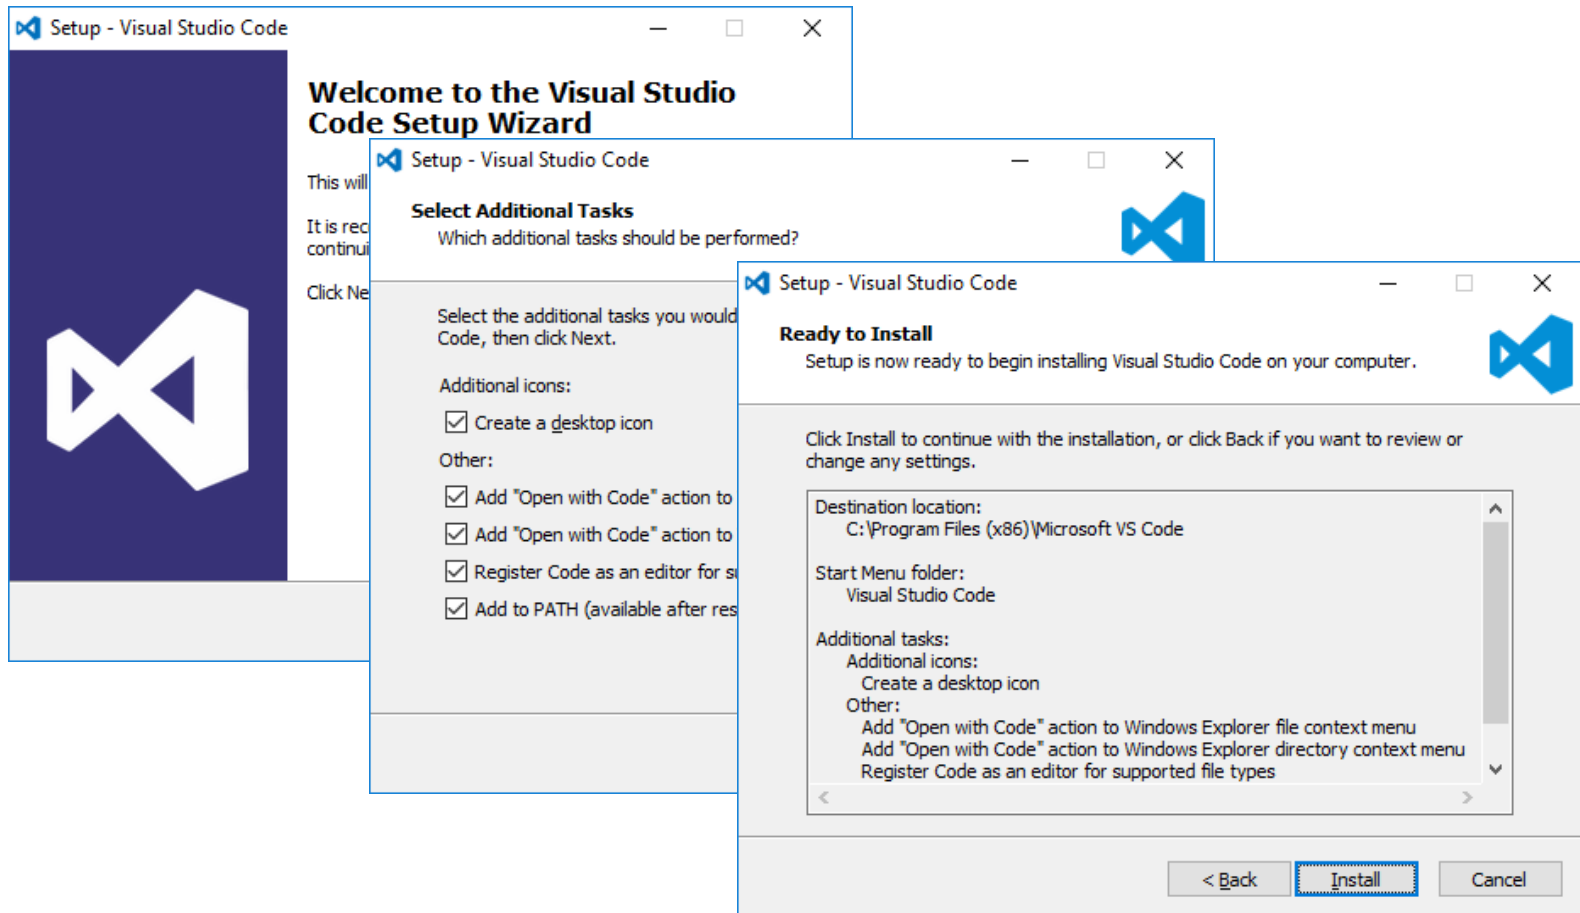 Setup - Visual Studio Code
Welcome to the Visual Studio
Code Setup Wizard
This will
It is rec
continui
Click Ne
Setup - Visual Studio Code
Select Additional Tasks
Which additional tasks should be performed?
Select the additional tasks you would
Code, then click Next.
Additional icons:
Create a desktop icon
Other:
Add "Open with Code" action to
Add "Open with Code" action to
Register Code as an editor for su
Add to PATH (available after res
Setup - Visual Studio Code
Ready to Install
Setup is now ready to begin installing Visual Studio Code on your computer.
Click Install to continue with the installation, or click Back if you want to review or
change any settings.
Destination location:
C:\Program Files (x86)\Microsoft VS Code
Start Menu folder:
Visual Studio Code
Additional tasks:
Additional icons:
Create a desktop icon
Other:
Add "Open with Code" action to Windows Explorer file context menu
Add "Open with Code" action to Windows Explorer directory context menu
Register Code as an editor for supported file types
< Back
Install
Cancel